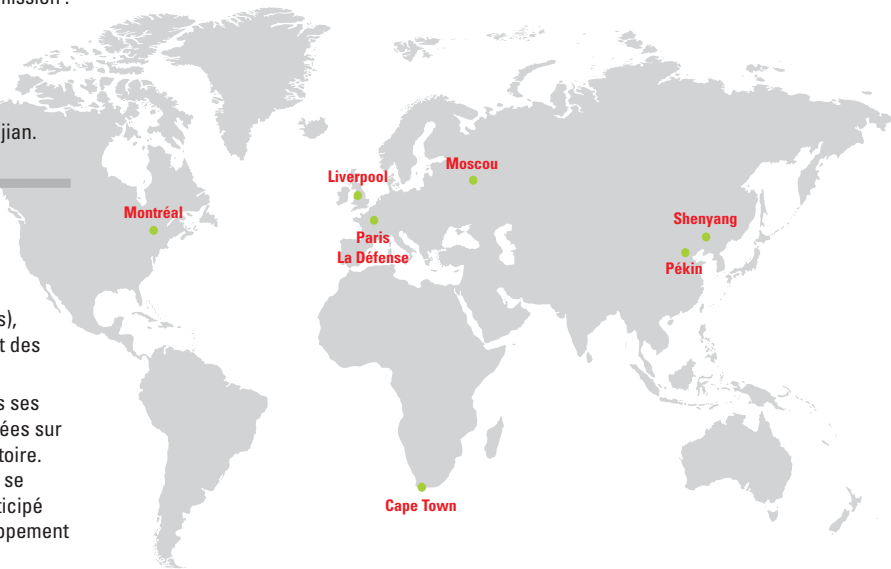 mission :
jian.
s),
t des
s ses
ées sur
toire.
se
ticipé
ppement
Montréal
Liverpool
Moscou
Paris
La Défense
Shenyang
Pékin
Cape Town